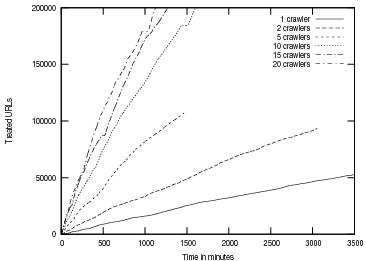 200000
150000
100000
50000
0
Treated URLs
1 crawler
2 crawlers
5 crawlers
10 crawlers
15 crawlers
20 crawlers
0 500 1000 1500 2000 2500 3000 3500
Time in minutes